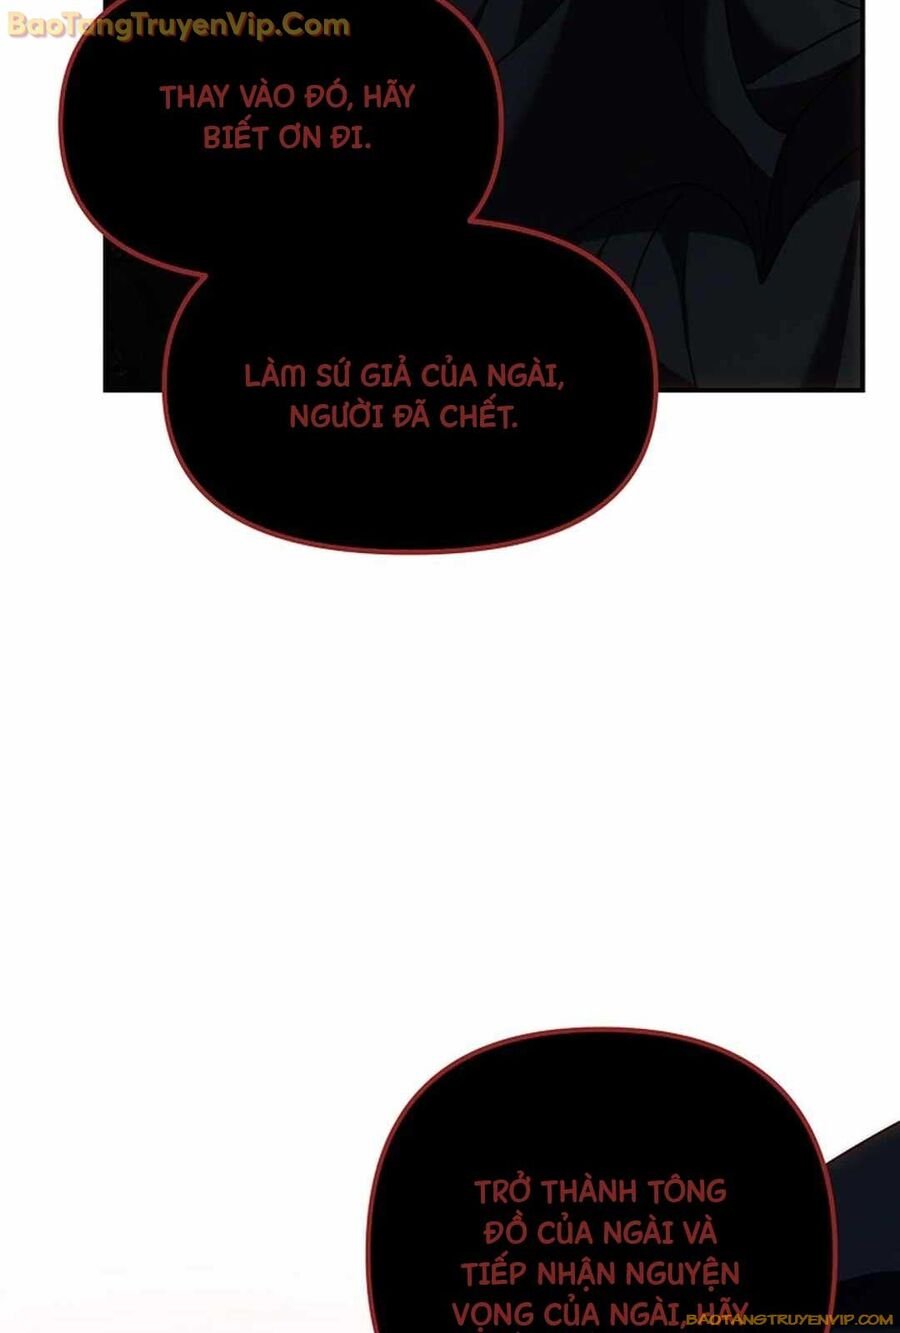 BaoTangTruyenVip.Com
THAY VÀO ĐÓ, HÃY
BIẾT ƠN ĐI.
LÀM SỨ GIẢ CỦA NGÀI,
NGƯỜI ĐÃ CHẾT.
TRỞ THÀNH TÔNG
ĐỒ CỦA NGÀI VÀ
TIẾP NHẬN NGUYỆN
VỌNG CỦA NGÀI, HÃY
BAOTANGTRUYENVIP.COM